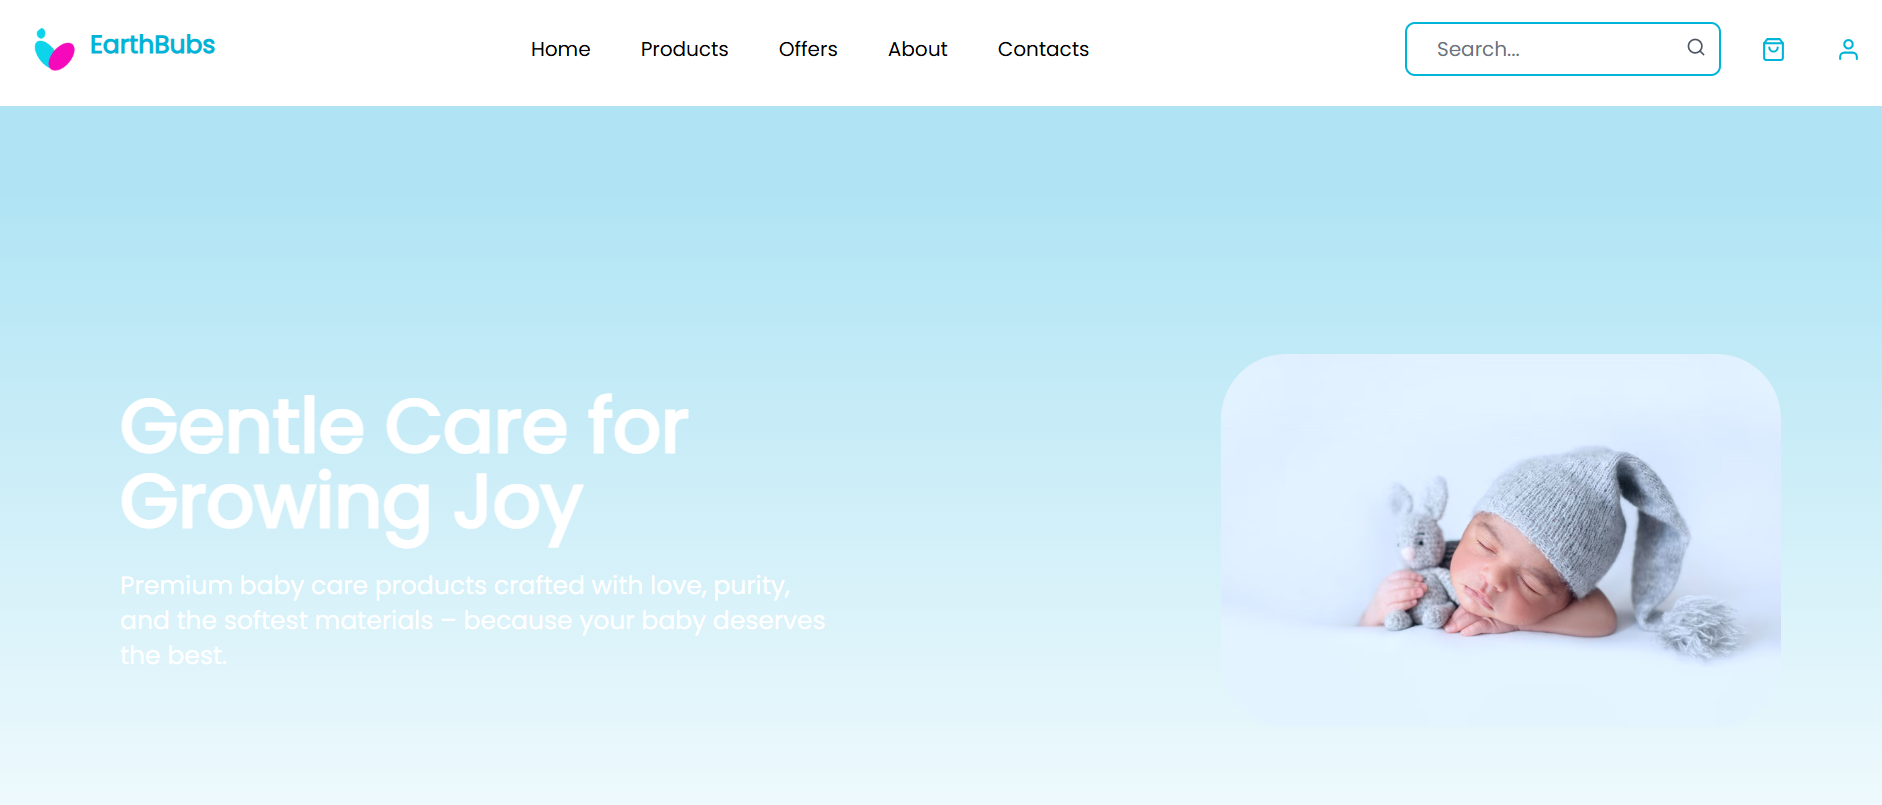 EarthBubs
Home
Products
Offers
About
Contacts
Search...
Gentle Care for
Growing Joy
Premium baby care products crafted with love, purity,
and the softest materials – because your baby deserves
the best.